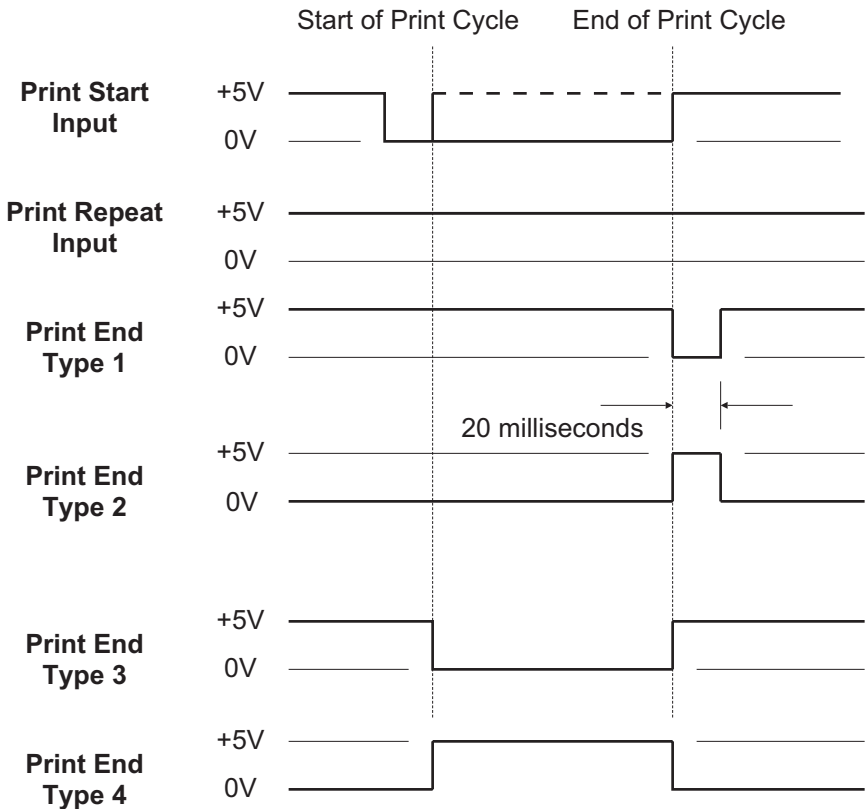 Start of Print Cycle
End of Print Cycle
Print Start
Input
+5V
0V
Print Repeat
Input
+5V
0V
Print End
Type 1
+5V
0V
20 milliseconds
Print End
Type 2
+5V
0V
Print End
Type 3
+5V
0V
Print End
Type 4
+5V
0V